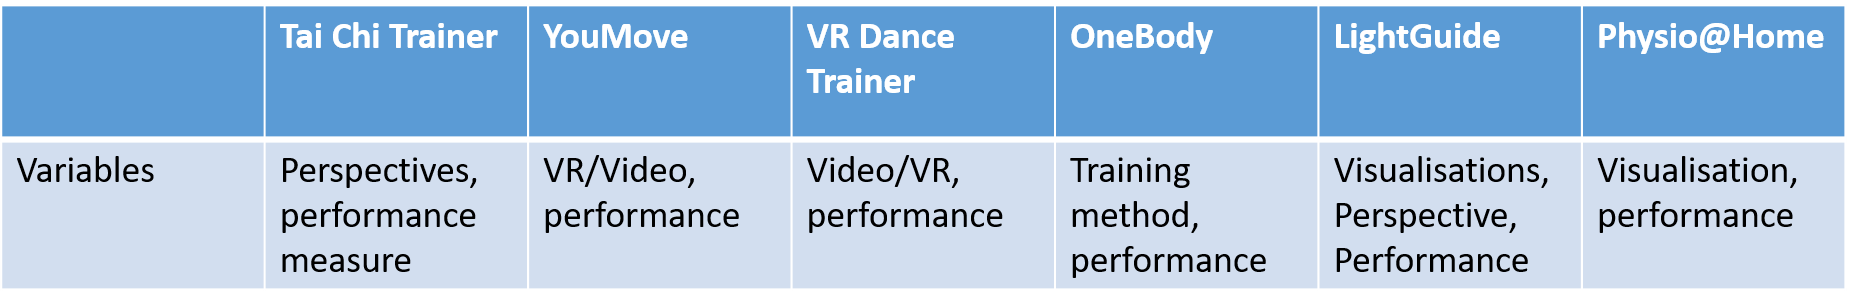 Tai Chi Trainer YouMove VR Dance OneBody LightGuide Physio@Home
Trainer
Variables Perspectives, VR/Video, Video/VR, Training Visualisations, Visualisation,
performance performance performance method, Perspective, performance
measure performance Performance